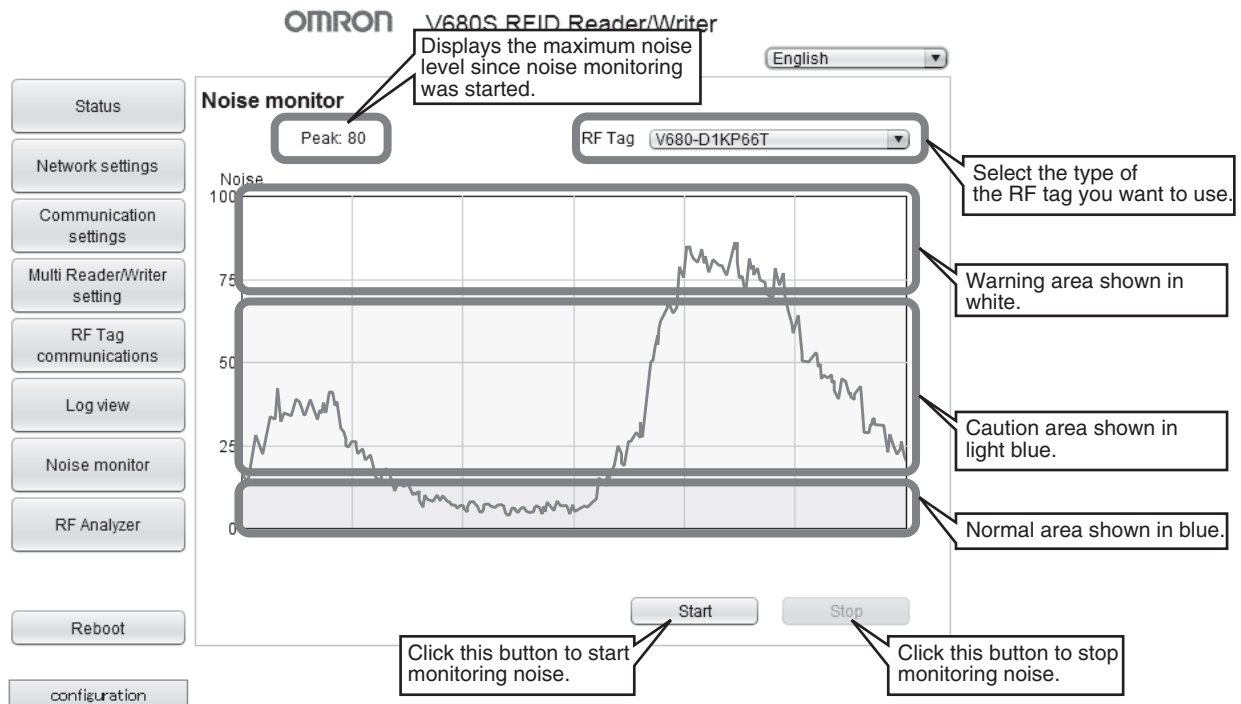 OMRON V680S RFID Reader/Writer
Displays the maximum noise
level since noise monitoring
was started.
English
Status
Network settings
Communication
settings
Multi Reader/Writer
setting
RF Tag
communications
Log view
Noise monitor
RF Analyzer
Reboot
configuration
Noise monitor
Peak: 80
RF Tag V680-D1KP66T
Select the type of
the RF tag you want to use.
Noise
100
75
50
25
0
Warning area shown in
white.
Caution area shown in
light blue.
Normal area shown in blue.
Start
Stop
Click this button to start
monitoring noise.
Click this button to stop
monitoring noise.